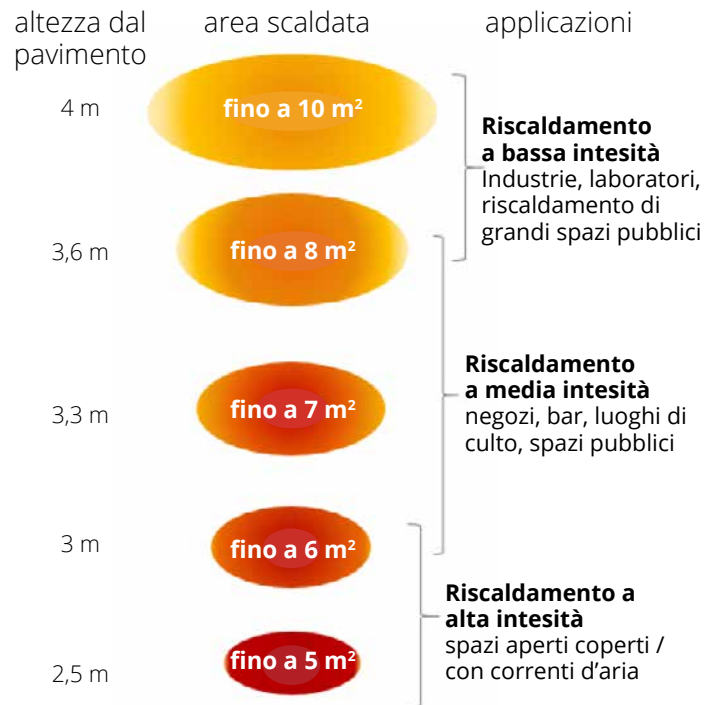 altezza dal
pavimento
area scaldata
applicazioni
4 m
fino a 10 m²
Riscaldamento
a bassa intesità
Industrie, laboratori,
riscaldamento di
grandi spazi pubblici
3,6 m
fino a 8 m²
Riscaldamento
a media intesità
negozi, bar, luoghi di
culto, spazi pubblici
3,3 m
fino a 7 m²
3 m
fino a 6 m²
Riscaldamento a
alta intesità
spazi aperti coperti /
con correnti d’aria
2,5 m
fino a 5 m²